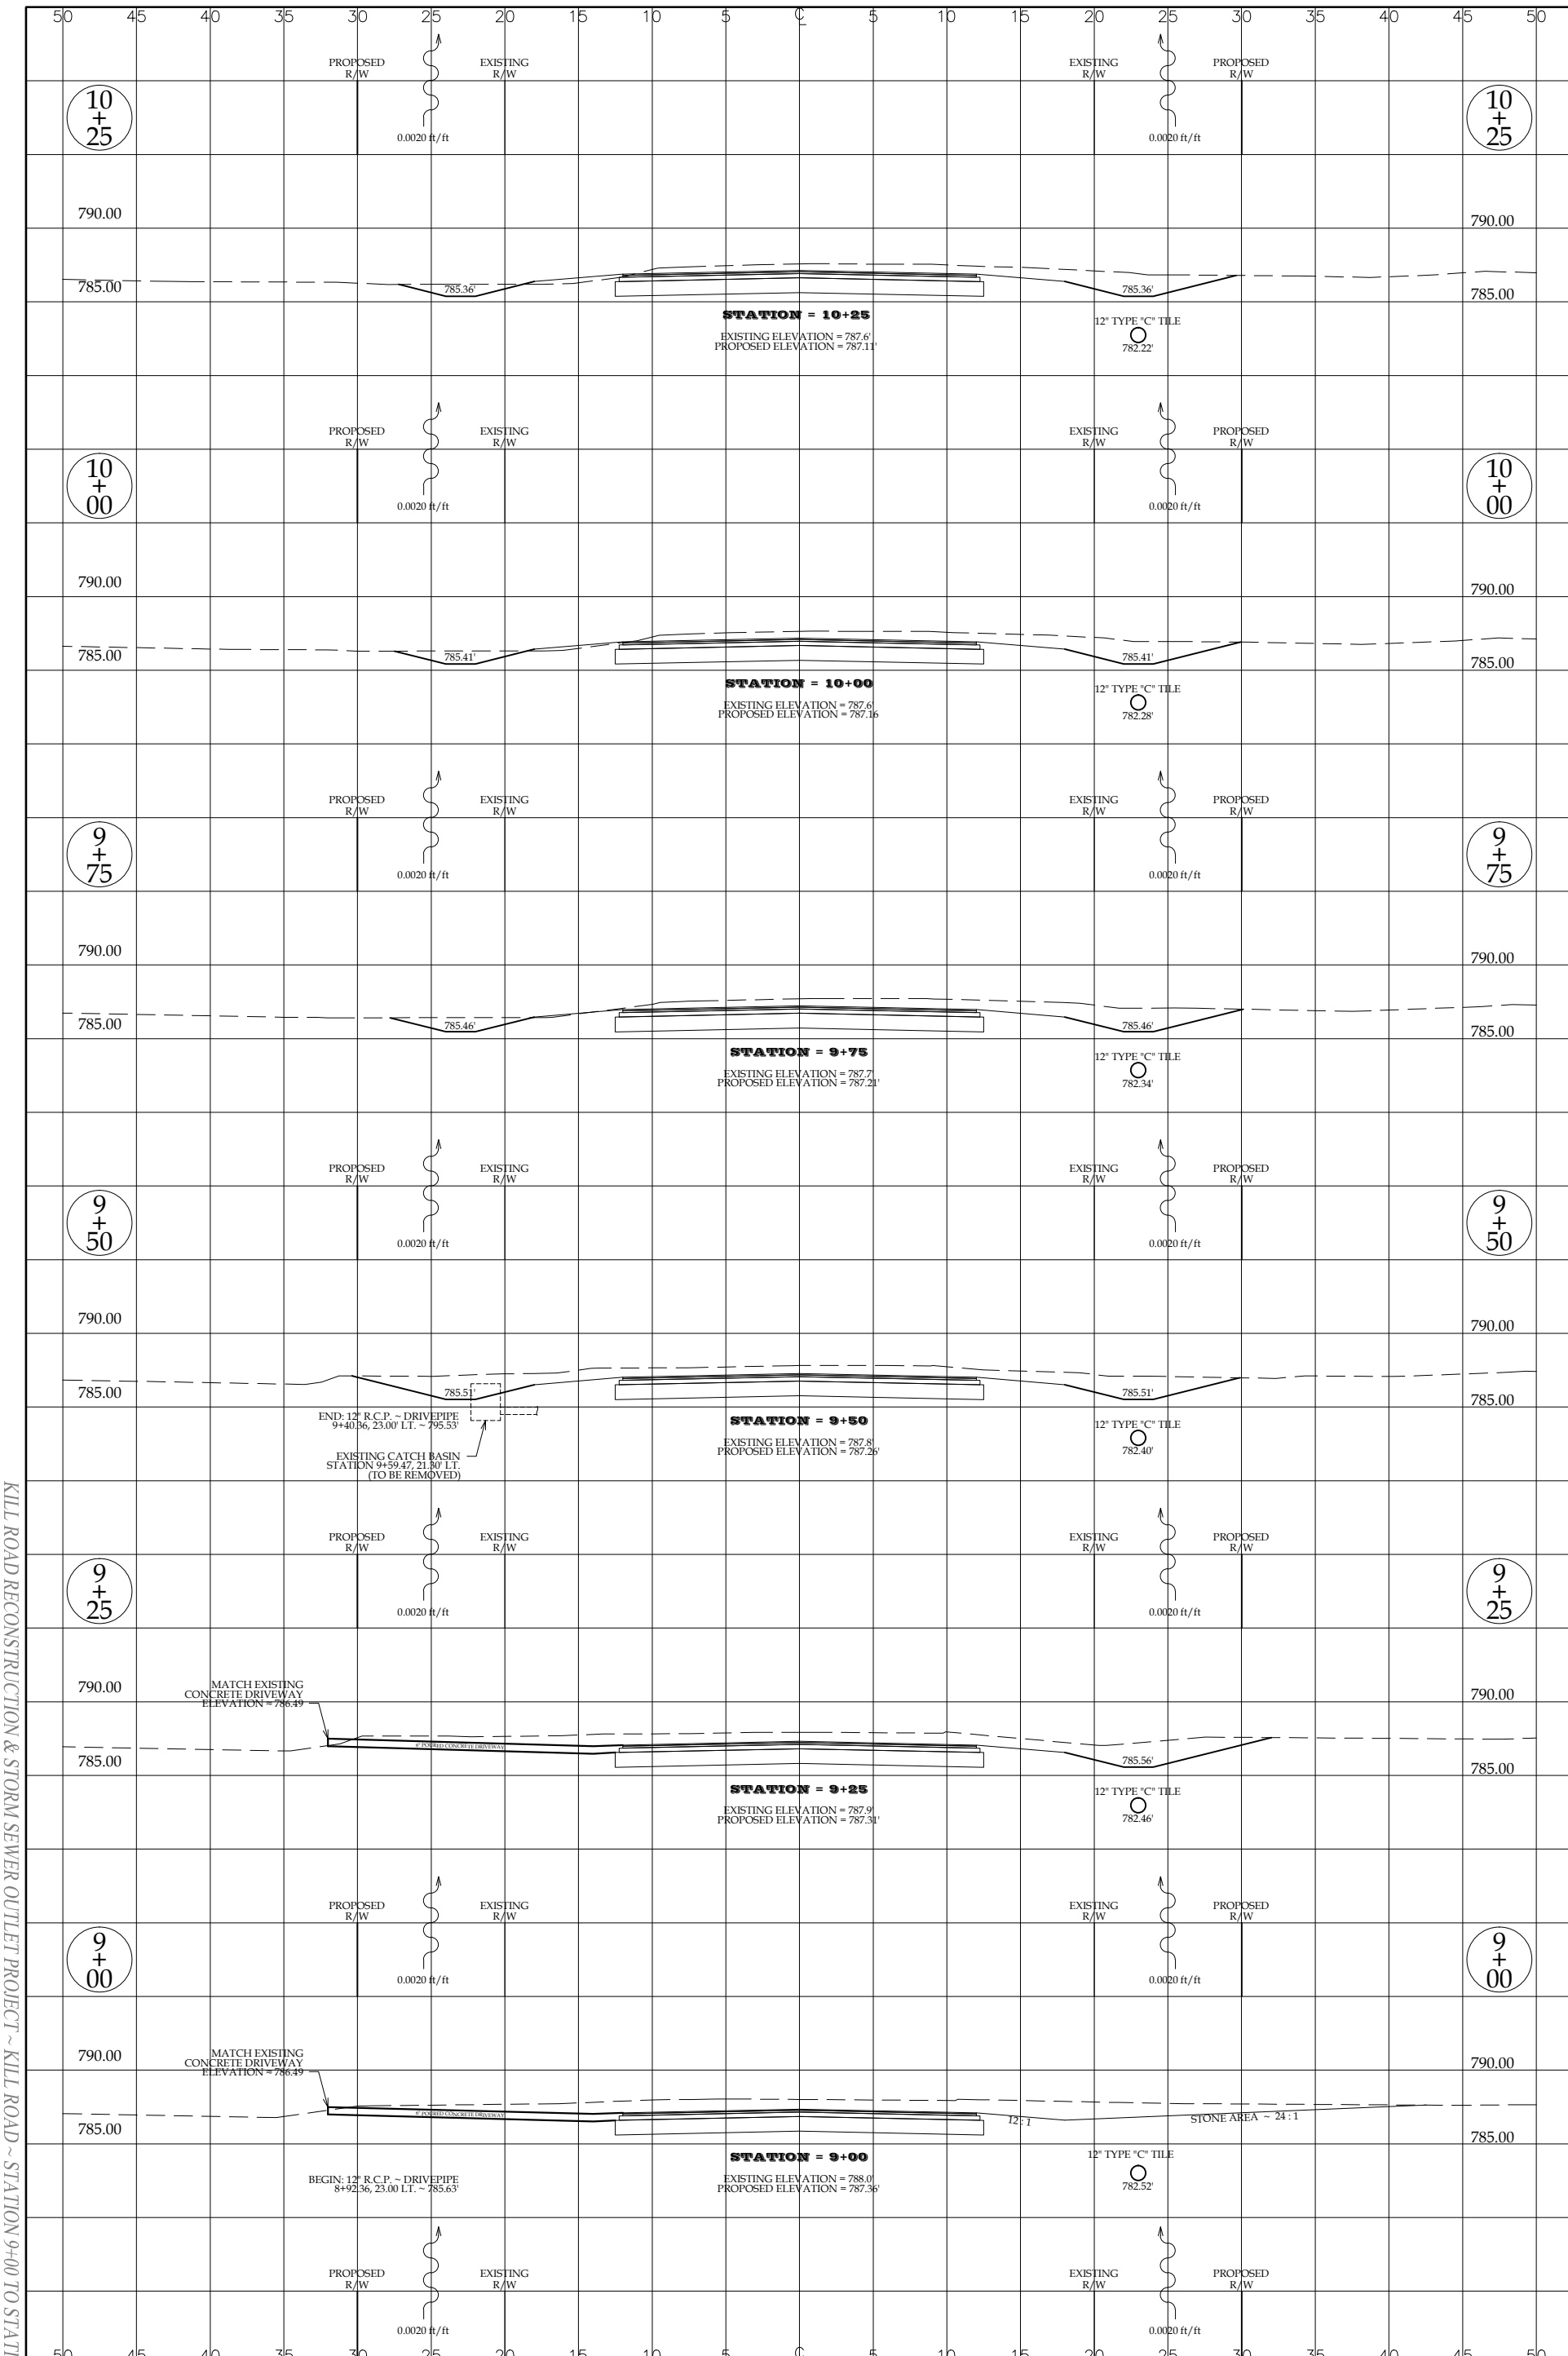 50 45 40 35 30 25 20 15 10 5 C̲L 5 10 15 20 25 30 35 40 45 50
PROPOSED EXISTING EXISTING PROPOSED
R/W R/W R/W R/W
10 10
+ +
25 25
0.0020 ft/ft 0.0020 ft/ft
790.00 790.00
785.00 785.36' 785.36' 785.00
STATION = 10+25
12" TYPE "C" TILE
EXISTING ELEVATION = 787.6'
PROPOSED ELEVATION = 787.11'
782.22'
PROPOSED EXISTING EXISTING PROPOSED
R/W R/W R/W R/W
10 10
+ +
00 00
0.0020 ft/ft 0.0020 ft/ft
790.00 790.00
785.00 785.41' 785.41' 785.00
STATION = 10+00
12" TYPE "C" TILE
EXISTING ELEVATION = 787.6'
PROPOSED ELEVATION = 787.16
782.28'
PROPOSED EXISTING EXISTING PROPOSED
R/W R/W R/W R/W
9 9
+ +
75 75
0.0020 ft/ft 0.0020 ft/ft
790.00 790.00
785.00 785.46' 785.46' 785.00
STATION = 9+75
12" TYPE "C" TILE
EXISTING ELEVATION = 787.7'
PROPOSED ELEVATION = 787.21'
782.34'
PROPOSED EXISTING EXISTING PROPOSED
R/W R/W R/W R/W
9 9
+ +
50 50
0.0020 ft/ft 0.0020 ft/ft
790.00 790.00
785.00 785.51' 785.51' 785.00
END: 12" R.C.P. ~ DRIVEPIPE
9+40.36, 23.00' LT. ~ 795.53'
STATION = 9+50
12" TYPE "C" TILE
EXISTING ELEVATION = 787.8'
PROPOSED ELEVATION = 787.26'
782.40'
EXISTING CATCH BASIN
STATION 9+59.47, 21.30' LT.
(TO BE REMOVED)
PROPOSED EXISTING EXISTING PROPOSED
R/W R/W R/W R/W
9 9
+ +
25 25
0.0020 ft/ft 0.0020 ft/ft
MATCH EXISTING
CONCRETE DRIVEWAY
ELEVATION ≈ 786.49
790.00 790.00
6" POURED CONCRETE DRIVEWAY
785.00 785.56' 785.00
STATION = 9+25
12" TYPE "C" TILE
EXISTING ELEVATION = 787.9'
PROPOSED ELEVATION = 787.31'
782.46'
PROPOSED EXISTING EXISTING PROPOSED
R/W R/W R/W R/W
9 9
+ +
00 00
0.0020 ft/ft 0.0020 ft/ft
MATCH EXISTING
CONCRETE DRIVEWAY
ELEVATION ≈ 786.49
790.00 790.00
6" POURED CONCRETE DRIVEWAY
12 : 1 STONE AREA ~ 24 : 1
785.00 785.00
STATION = 9+00
12" TYPE "C" TILE
BEGIN: 12" R.C.P. ~ DRIVEPIPE
8+92.36, 23.00 LT. ~ 785.63'
EXISTING ELEVATION = 788.0'
PROPOSED ELEVATION = 787.36'
782.52'
PROPOSED EXISTING EXISTING PROPOSED
R/W R/W R/W R/W
0.0020 ft/ft 0.0020 ft/ft
50 45 40 35 30 25 20 15 10 5 C 5 10 15 20 25 30 35 40 45 50
KILL ROAD RECONSTRUCTION & STORM SEWER OUTLET PROJECT ~ KILL ROAD ~ STATION 9+00 TO STATI